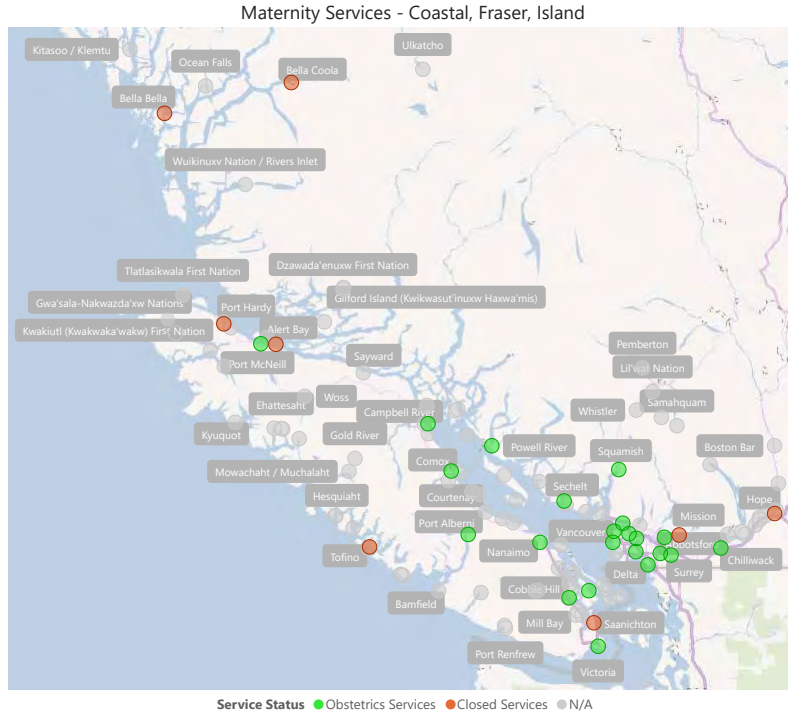 Maternity Services - Coastal, Fraser, Island
Kitasoo / Klemtu
Ulkatcho
Ocean Falls
Bella Coola
Bella Bella
Wuikinuxv Nation / Rivers Inlet
Dzawada'enuxw First Nation
Tlatlasikwala First Nation
Gwa'sala-Nakwazda'xw Nations
Gilford Island (Kwikwasut'inuxw Haxwa'mis)
Port Hardy
Kwakiutl (Kwakwaka'wakw) First Nation
Alert Bay
Port McNeill
Sayward
Pemberton
Lil'wat Nation
Woss
Ehattesaht
Samahquam
Campbell River
Whistler
Kyuquot
Gold River
Powell River
Squamish
Boston Bar
Mowachaht / Muchalaht
Comox
Sechelt
Hesquiaht
Courtenay
Hope
Mission
Port Alberni
Vancouver
Abbotsford
Nanaimo
Tofino
Chilliwack
Delta
Surrey
Cobble Hill
Bamfield
Mill Bay
Saanichton
Port Renfrew
Victoria
Service Status Obstetrics Services Closed Services N/A